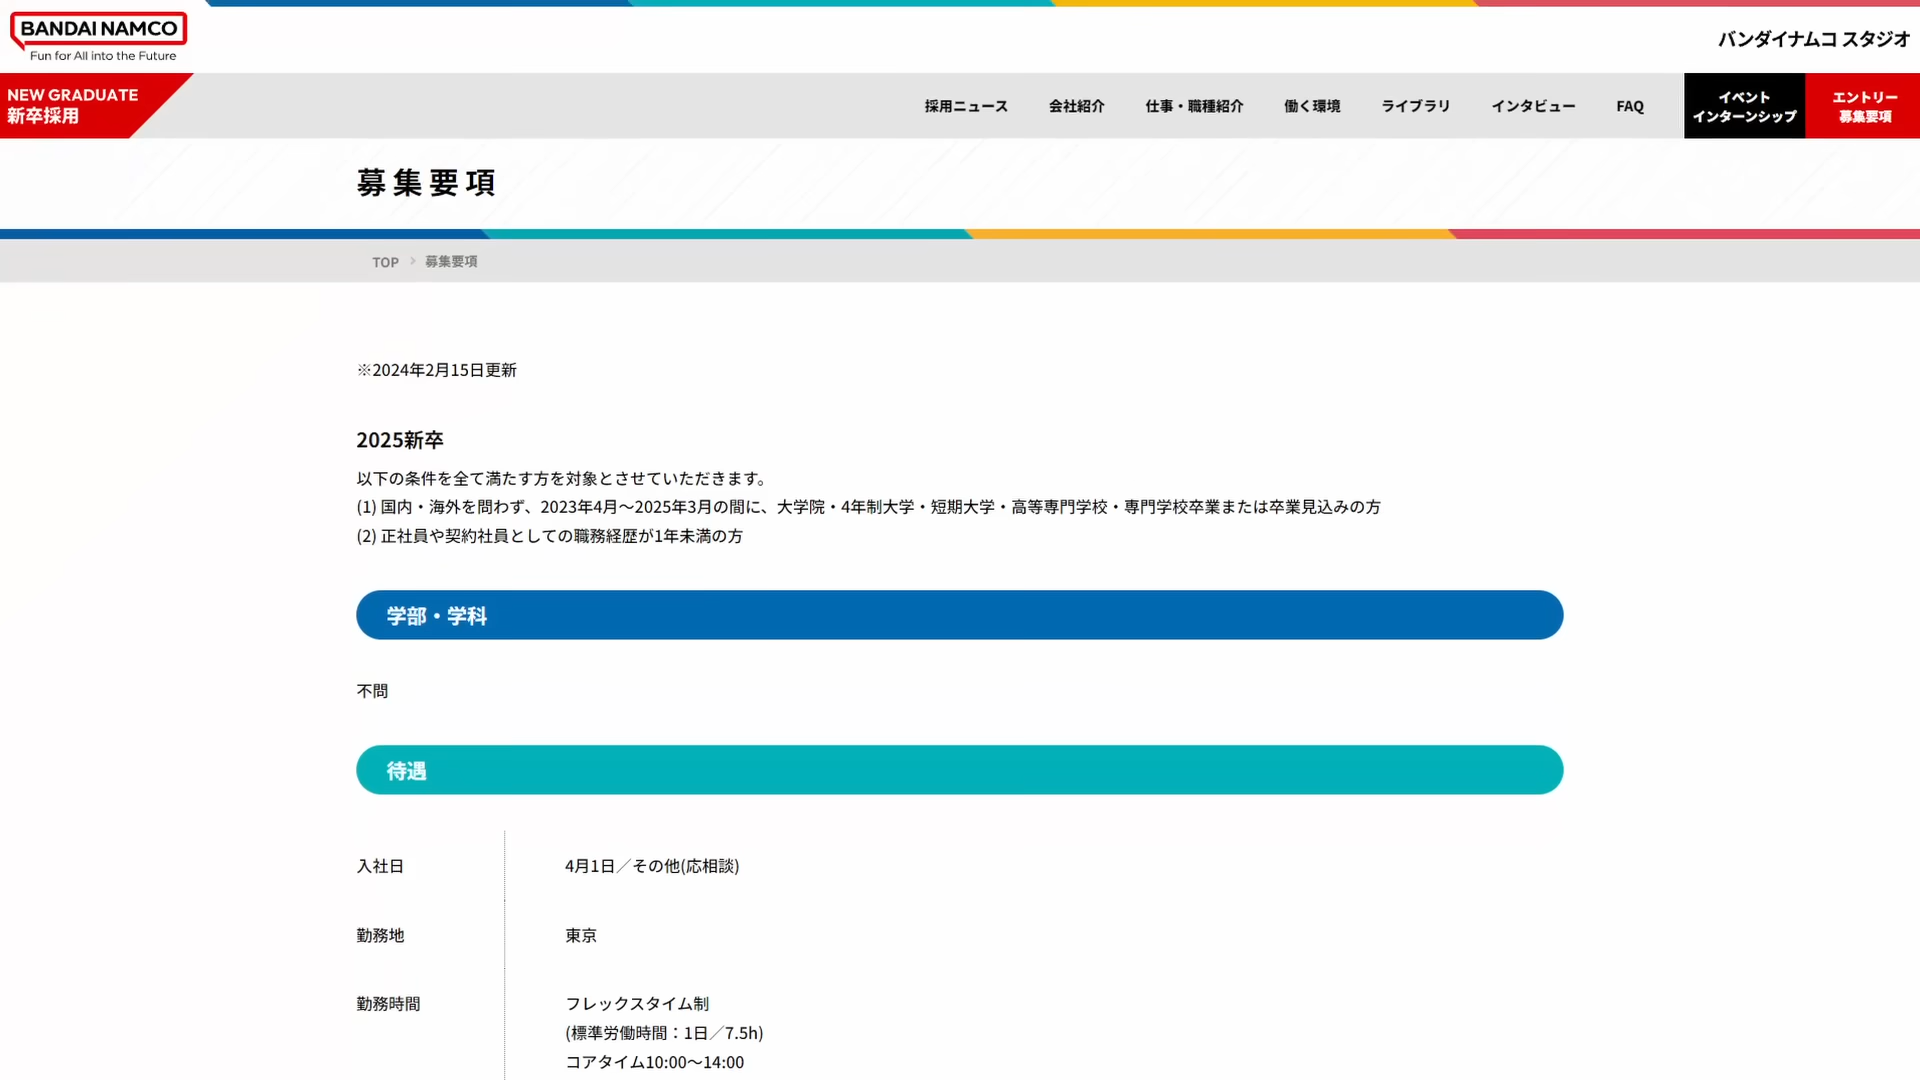 BANDAI NAMCO
Fun for All into the Future
バンダイナムコ スタジオ
NEW GRADUATE
新卒採用
採用ニュース
会社紹介
仕事・職種紹介
働く環境
ライブラリ
インタビュー
FAQ
イベント
インターンシップ
エントリー
募集要項
募集要項
TOP > 募集要項
※2024年2月15日更新
2025新卒
以下の条件を全て満たす方を対象とさせていただきます。
(1) 国内・海外を問わず、2023年4月〜2025年3月の間に、大学院・4年制大学・短期大学・高等専門学校・専門学校卒業または卒業見込みの方
(2) 正社員や契約社員としての職務経歴が1年未満の方
学部・学科
不問
待遇
入社日
4月1日／その他(応相談)
勤務地
東京
勤務時間
フレックスタイム制
(標準労働時間：1日／7.5h)
コアタイム10:00〜14:00